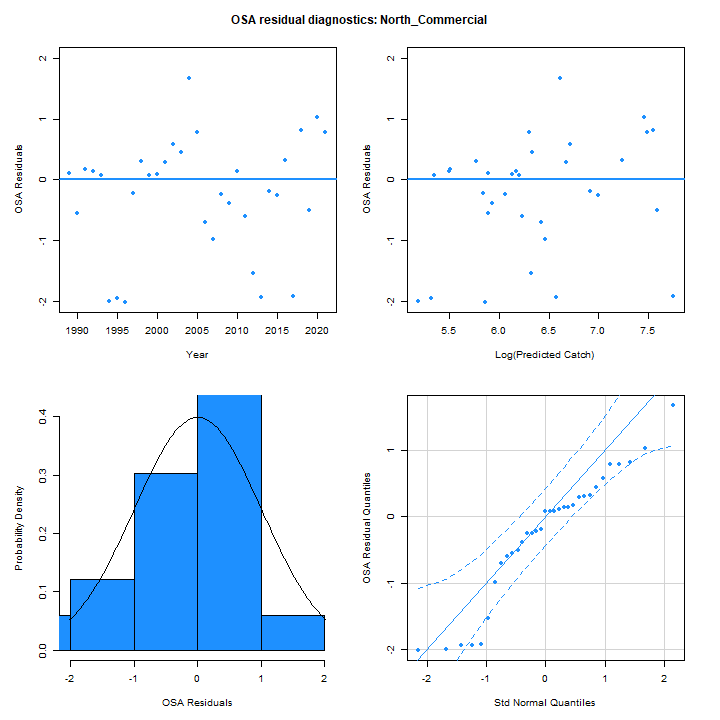 OSA residual diagnostics: North_Commercial
OSA Residuals
2
1
0
-1
-2
1990 1995 2000 2005 2010 2015 2020
Year
OSA Residuals
2
1
0
-1
-2
5.5 6.0 6.5 7.0 7.5
Log(Predicted Catch)
Probability Density
0.4
0.3
0.2
0.1
0.0
-2 -1 0 1 2
OSA Residuals
OSA Residual Quantiles
1
0
-1
-2
-2 -1 0 1 2
Std Normal Quantiles